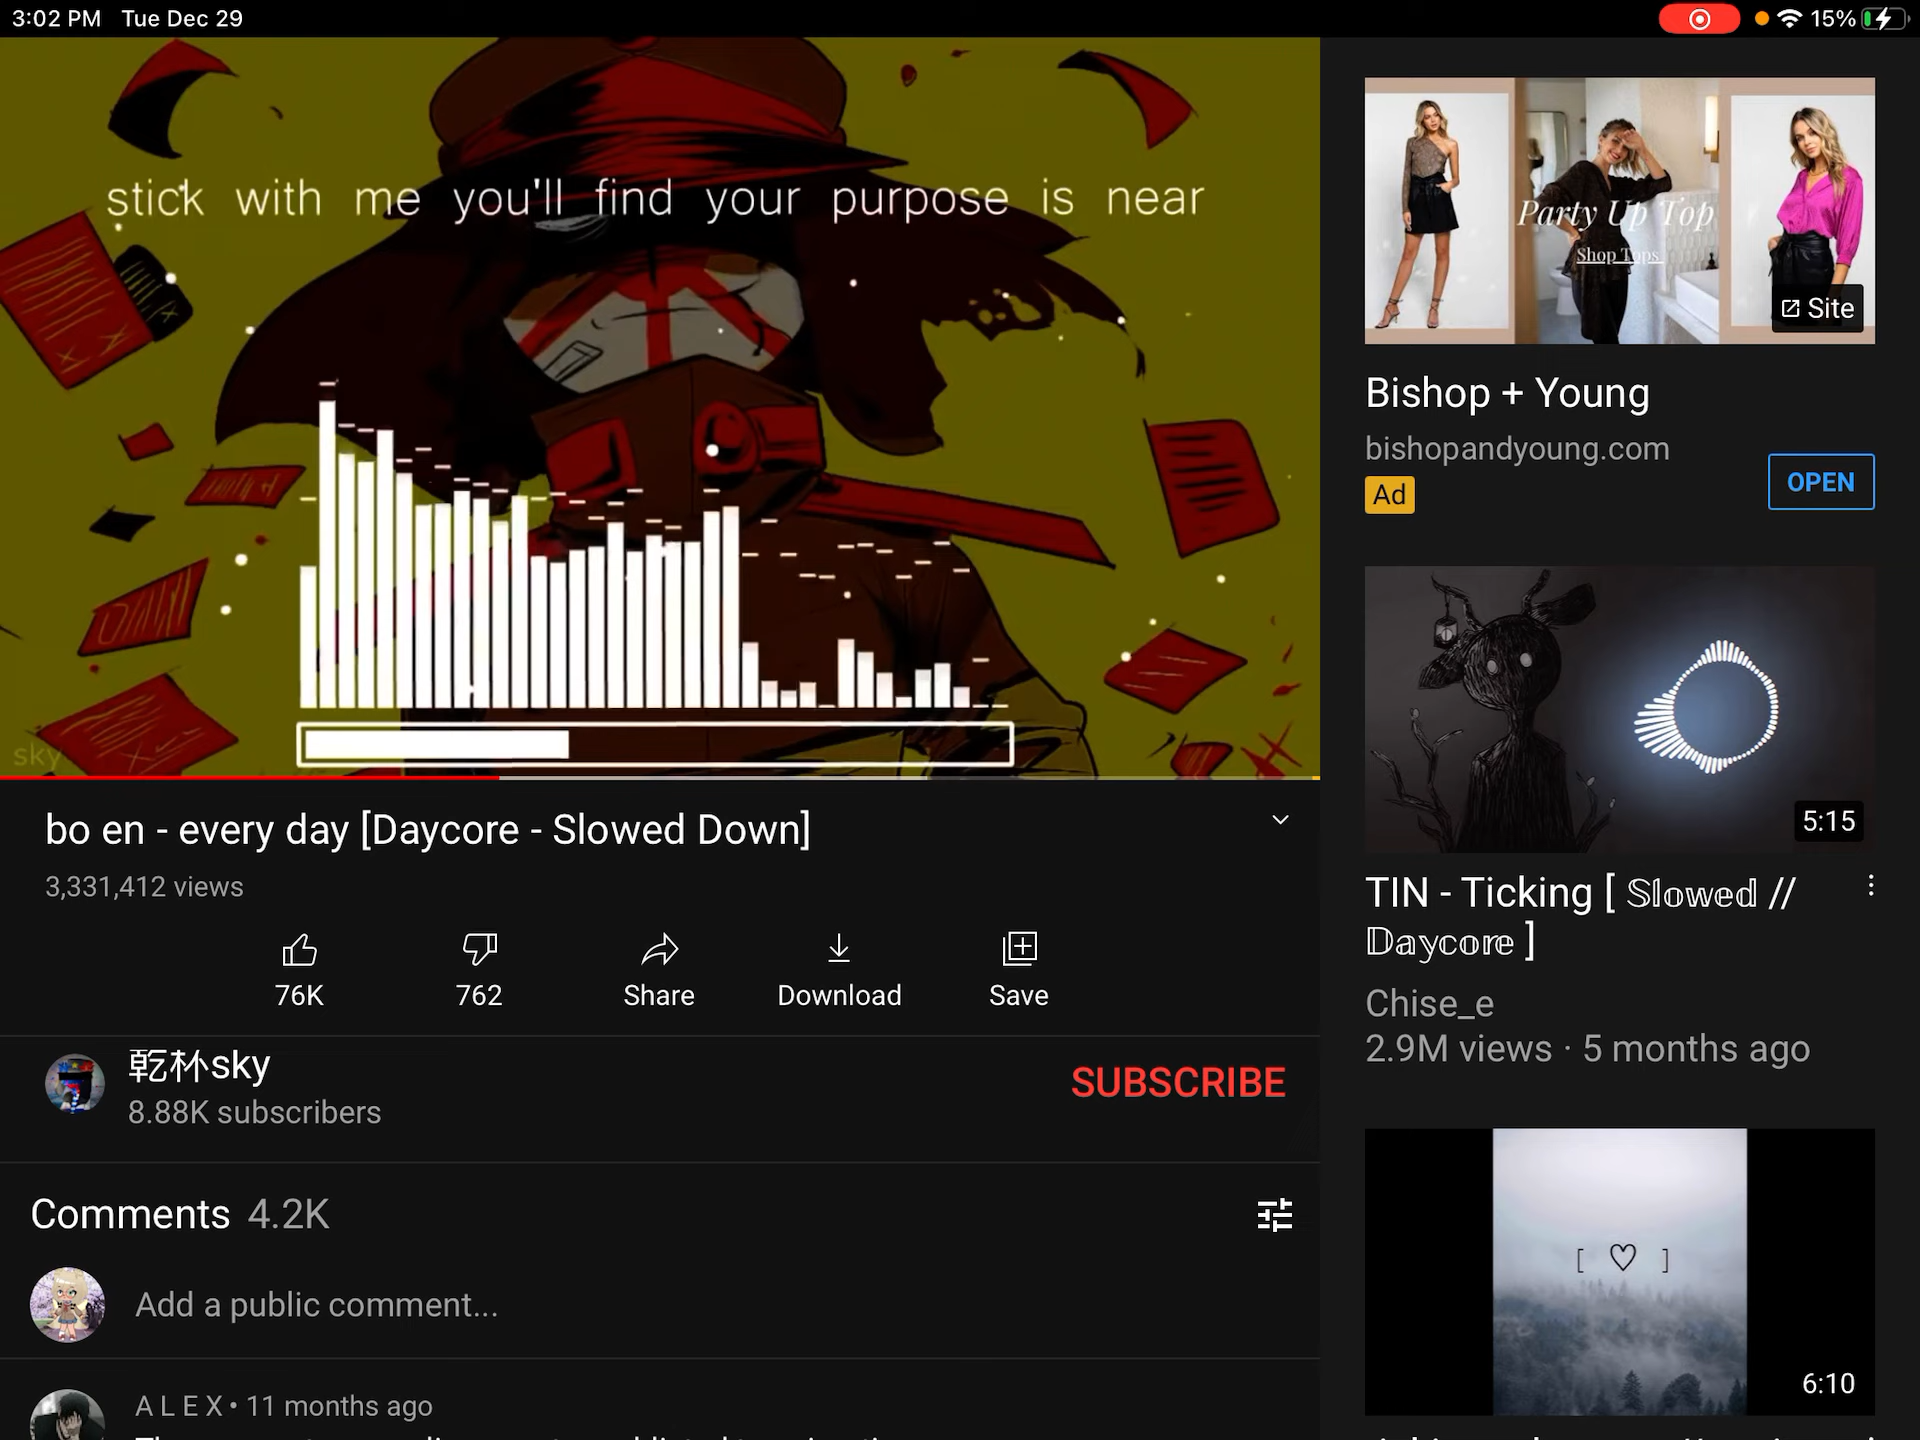 3:02 PM Tue Dec 29
15%
stick with me you'll find your purpose is near
sky
bo en - every day [Daycore - Slowed Down]
3,331,412 views
76K
762
Share
Download
Save
乾杯sky
8.88K subscribers
SUBSCRIBE
Comments 4.2K
Add a public comment...
A L E X • 11 months ago
Party Up Top
Shop Tops
Site
Bishop + Young
bishopandyoung.com
Ad
OPEN
5:15
TIN - Ticking [ 𝕊𝕝𝕠𝕨𝕖𝕕 //
𝔻𝕒𝕪𝕔𝕠𝕣𝕖 ]
Chise_e
2.9M views · 5 months ago
[ ♡ ]
6:10